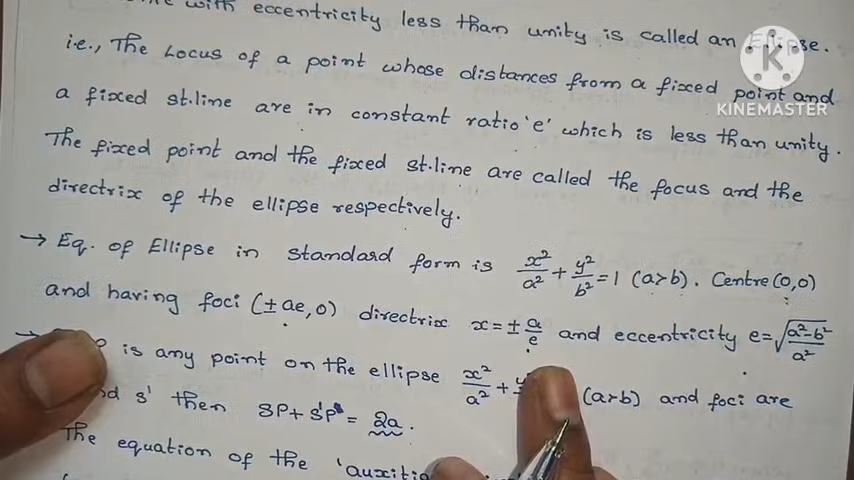 with eccentricity less than unity is called an Ellipse.
i.e., The Locus of a point whose distances from a fixed point and
a fixed st.line are in constant ratio 'e' which is less than unity.
The fixed point and the fixed st.line are called the focus and the
directrix of the ellipse respectively.
→ Eq. of Ellipse in standard form is x²/a² + y²/b² = 1 (a>b). Centre (0,0)
and having foci (±ae,0) directrix x = ± a/e and eccentricity e = √(a²-b²/a²)
→ is any point on the ellipse x²/a² + (a>b) and foci are
s' then SP + S'P = 2a.
The equation of the
KINEMASTER